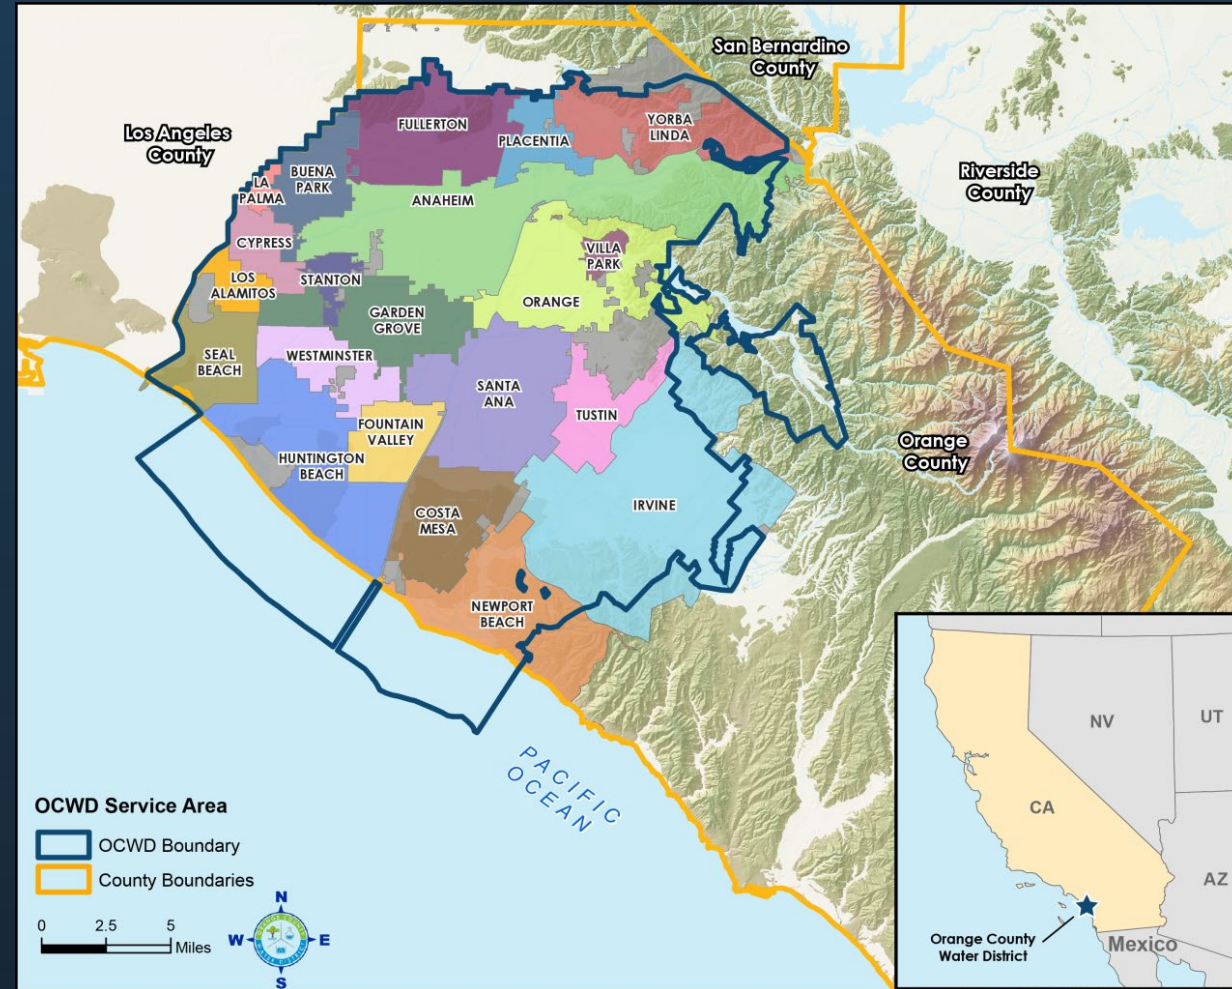 San Bernardino
County
Los Angeles
County
Riverside
County
FULLERTON
PLACENTIA
YORBA
LINDA
BUENA
PARK
LA
PALMA
ANAHEIM
CYPRESS
VILLA
PARK
LOS
ALAMITOS
STANTON
ORANGE
GARDEN
GROVE
SEAL
BEACH
WESTMINSTER
SANTA
ANA
TUSTIN
FOUNTAIN
VALLEY
Orange
County
HUNTINGTON
BEACH
COSTA
MESA
IRVINE
NEWPORT
BEACH
PACIFIC
OCEAN
OCWD Service Area
OCWD Boundary
County Boundaries
0 2.5 5
Miles
N
W E
S
NV
UT
CA
AZ
Orange County
Water District
Mexico